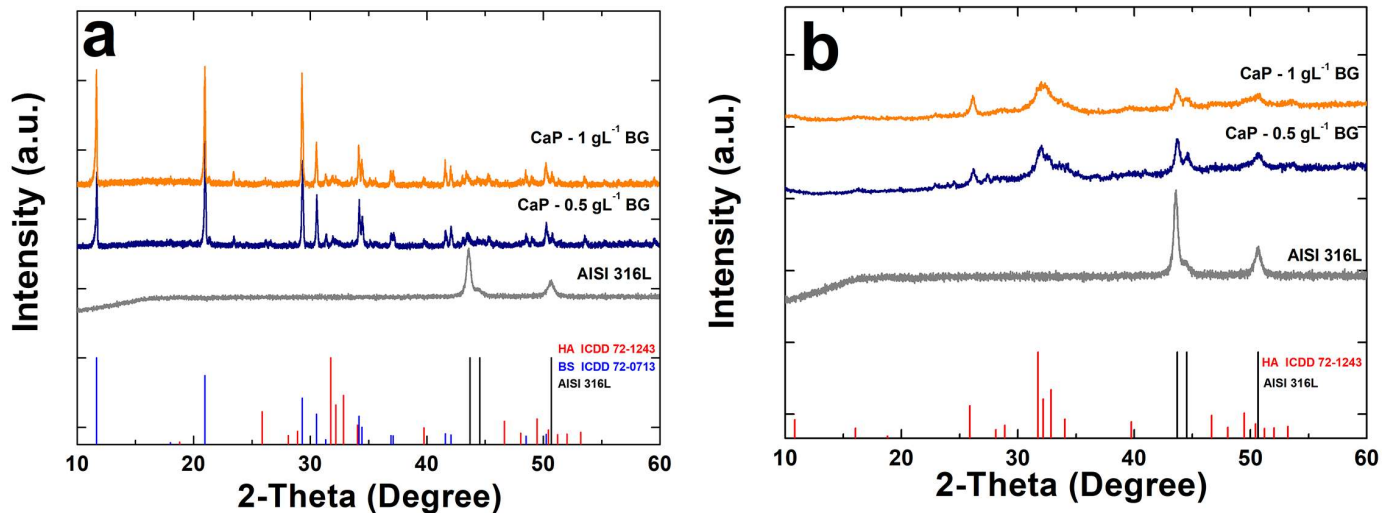 a
Intensity (a.u.)
CaP - 1 gL⁻¹ BG
CaP - 0.5 gL⁻¹ BG
AISI 316L
HA ICDD 72-1243
BS ICDD 72-0713
AISI 316L
10 20 30 40 50 60
2-Theta (Degree)
b
Intensity (a.u.)
CaP - 1 gL⁻¹ BG
CaP - 0.5 gL⁻¹ BG
AISI 316L
HA ICDD 72-1243
AISI 316L
10 20 30 40 50 60
2-Theta (Degree)